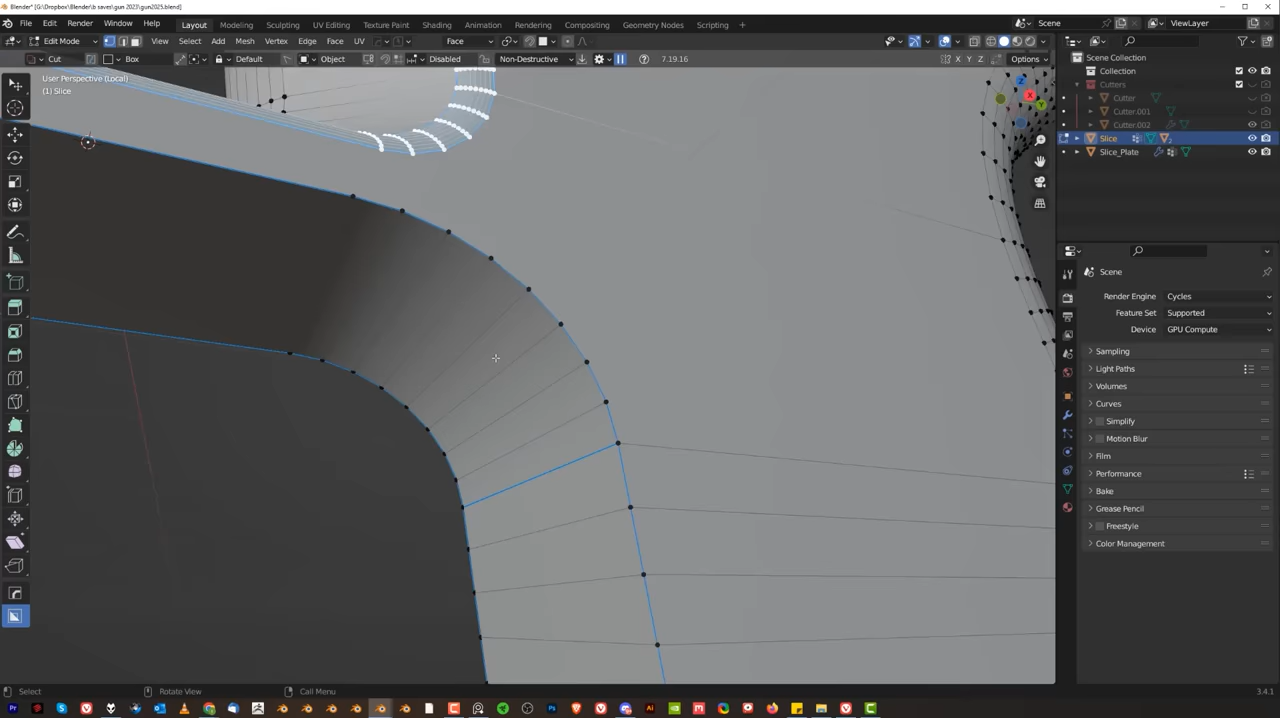 Blender* [G:\Dropbox\Blender\b saves\gun 2023\gun2025.blend]
File Edit Render Window Help Layout Modeling Sculpting UV Editing Texture Paint Shading Animation Rendering Compositing Geometry Nodes Scripting + Scene ViewLayer
Edit Mode View Select Add Mesh Vertex Edge Face UV Face
Cut Box Default Object Disabled Non-Destructive 7.19.16 X Y Z Options
User Perspective (Local)
(1) Slice
Scene Collection
Collection
Cutters
Cutter
Cutter.001
Cutter.002
Slice
2
Slice_Plate
Scene
Render Engine Cycles
Feature Set Supported
Device GPU Compute
Sampling
Light Paths
Volumes
Curves
Simplify
Motion Blur
Film
Performance
Bake
Grease Pencil
Freestyle
Color Management
Select Rotate View Call Menu 3.4.1